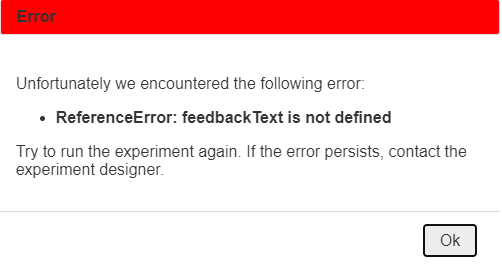 Error
Unfortunately we encountered the following error:
• ReferenceError: feedbackText is not defined
Try to run the experiment again. If the error persists, contact the
experiment designer.
Ok